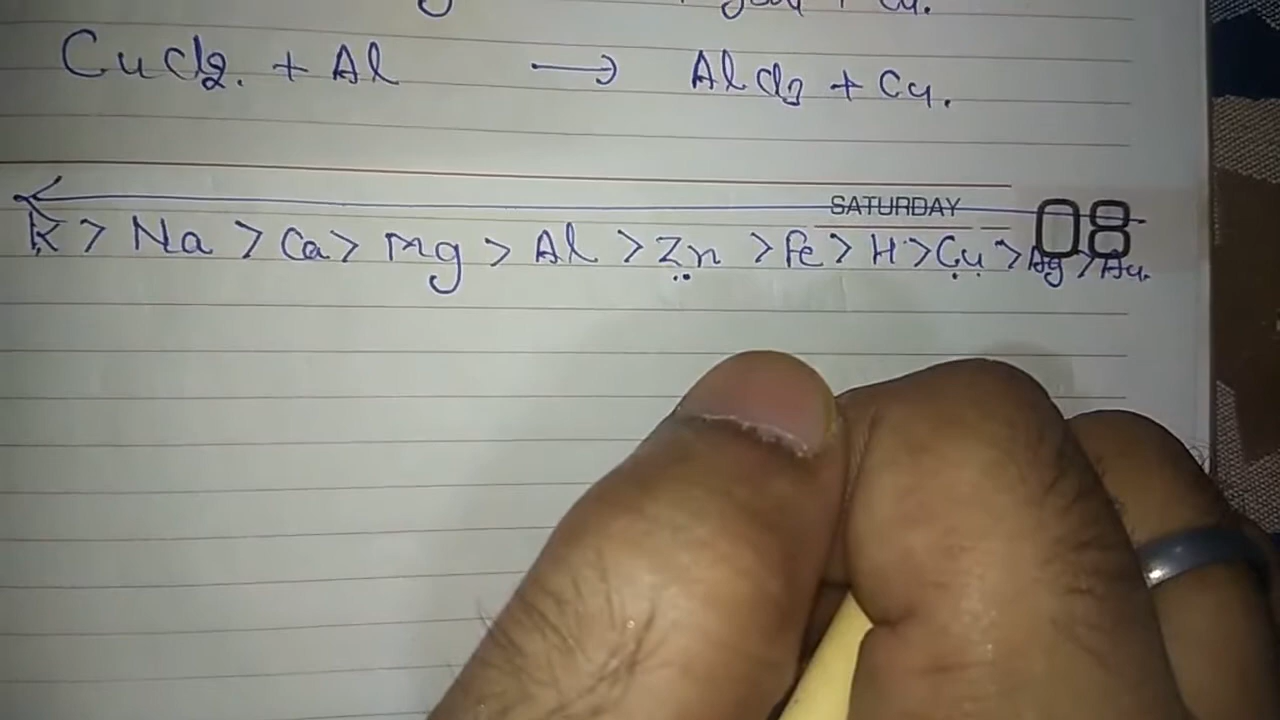 CuCl2. + Al → AlCl3 + Cu.
SATURDAY 08
K > Na > Ca > Mg > Al > Zn > Fe > H > Cu > Ag > Au.